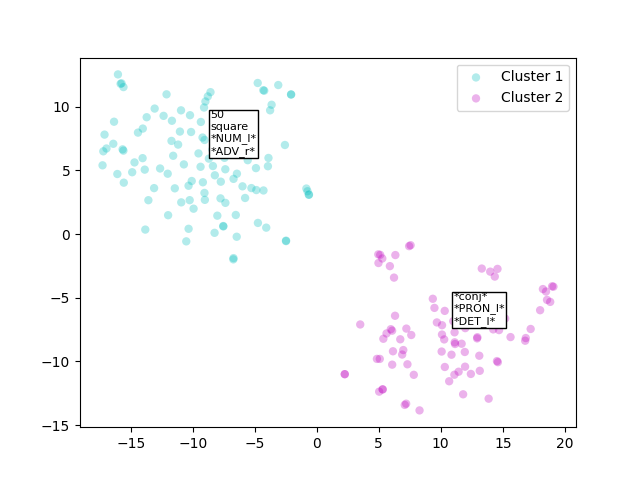 Cluster 1
Cluster 2
50
square
*NUM_l*
*ADV_r*
*conj*
*PRON_l*
*DET_l*
10
5
0
−5
−10
−15
−15 −10 −5 0 5 10 15 20